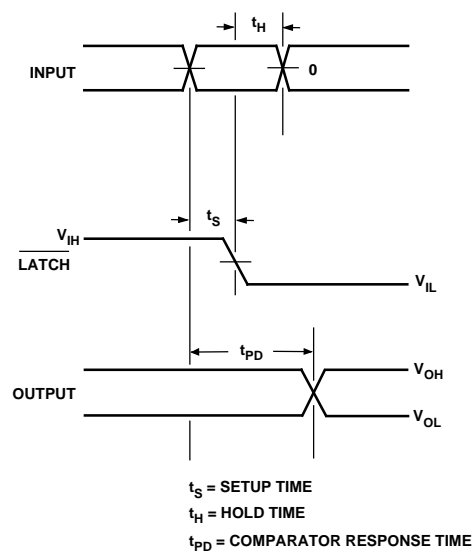 t_H
INPUT
0
t_S
V_IH
LATCH
V_IL
t_PD
V_OH
OUTPUT
V_OL
t_S = SETUP TIME
t_H = HOLD TIME
t_PD = COMPARATOR RESPONSE TIME